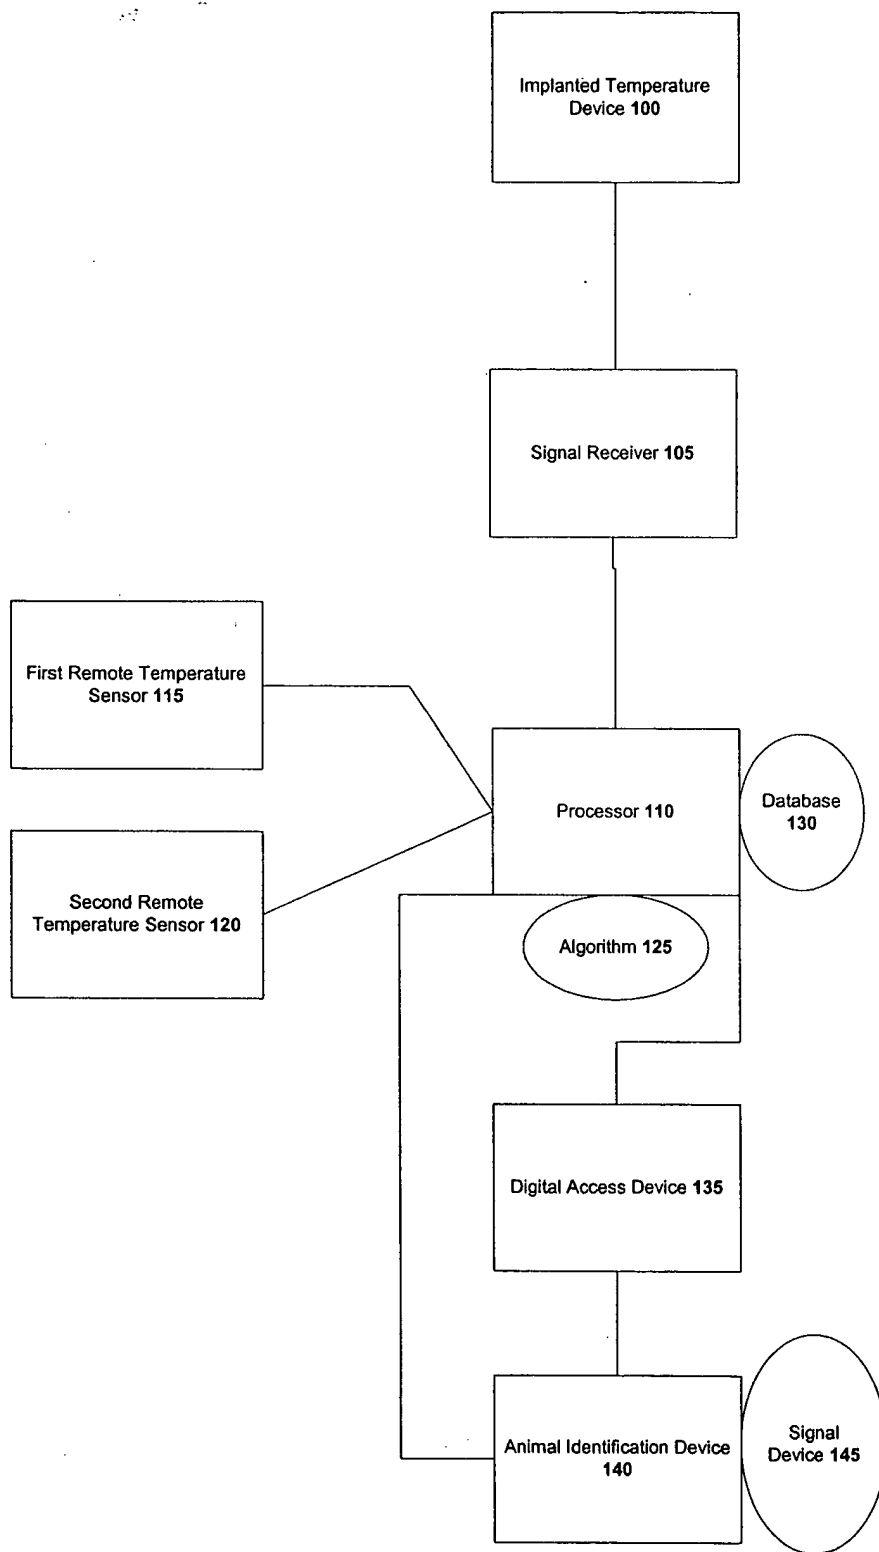 Implanted Temperature
Device 100
Signal Receiver 105
First Remote Temperature
Sensor 115
Processor 110
Database
130
Second Remote
Temperature Sensor 120
Algorithm 125
Digital Access Device 135
Animal Identification Device
140
Signal
Device 145